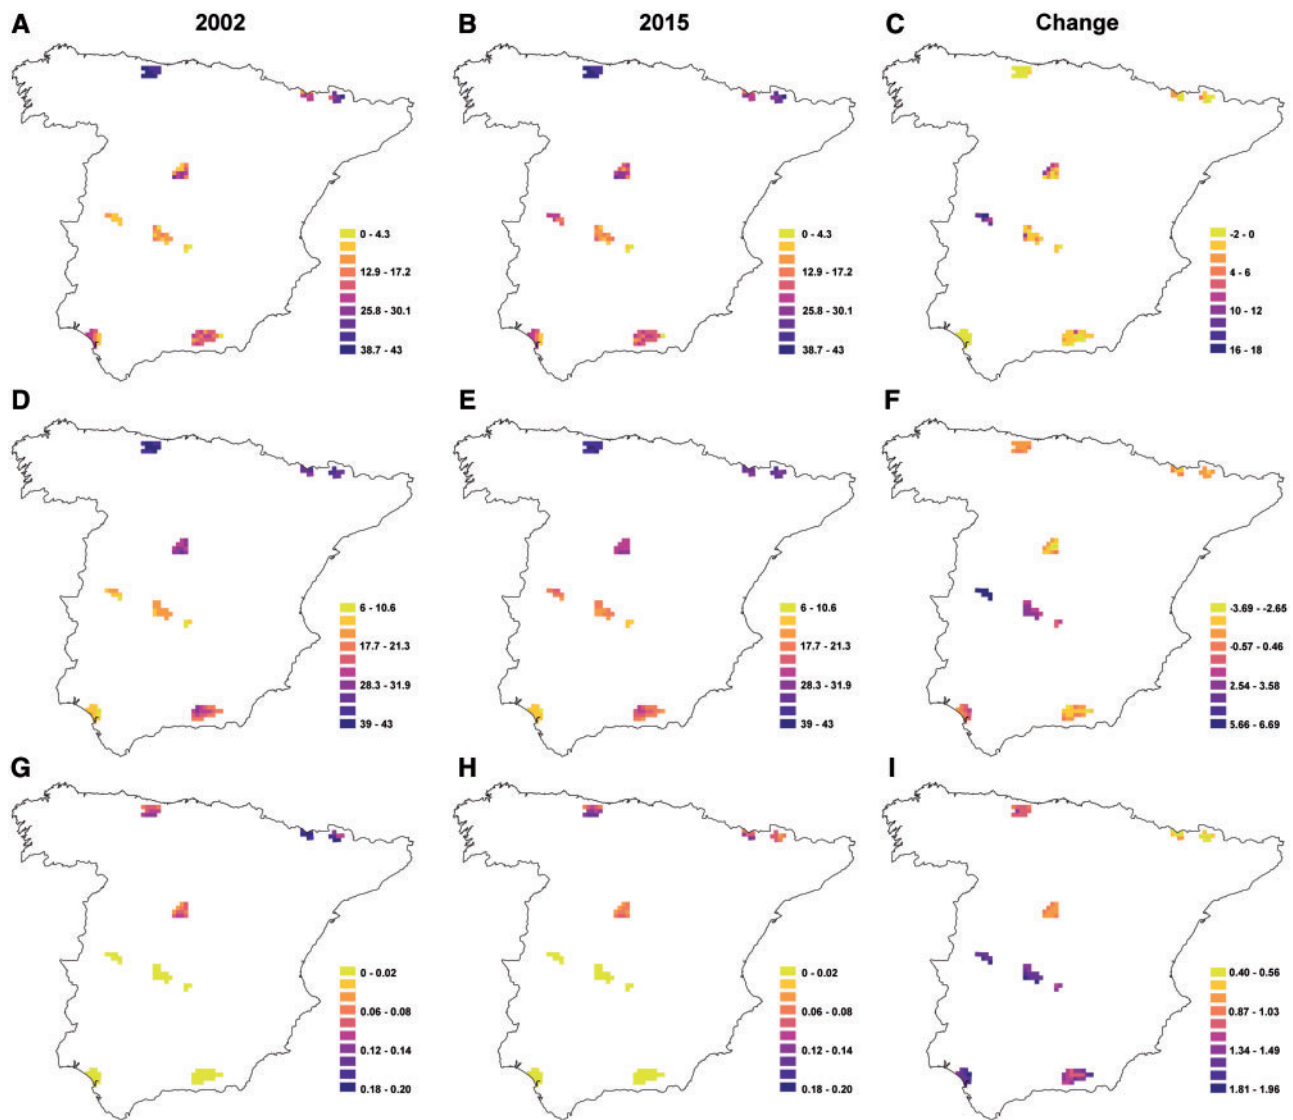 A 2002 B 2015 C Change
0 - 4.3
12.9 - 17.2
25.8 - 30.1
38.7 - 43
0 - 4.3
12.9 - 17.2
25.8 - 30.1
38.7 - 43
-2 - 0
4 - 6
10 - 12
16 - 18
D E F
6 - 10.6
17.7 - 21.3
28.3 - 31.9
39 - 43
6 - 10.6
17.7 - 21.3
28.3 - 31.9
39 - 43
-3.69 - -2.65
-0.57 - 0.46
2.54 - 3.58
5.66 - 6.69
G H I
0 - 0.02
0.06 - 0.08
0.12 - 0.14
0.18 - 0.20
0 - 0.02
0.06 - 0.08
0.12 - 0.14
0.18 - 0.20
0.40 - 0.56
0.87 - 1.03
1.34 - 1.49
1.81 - 1.96